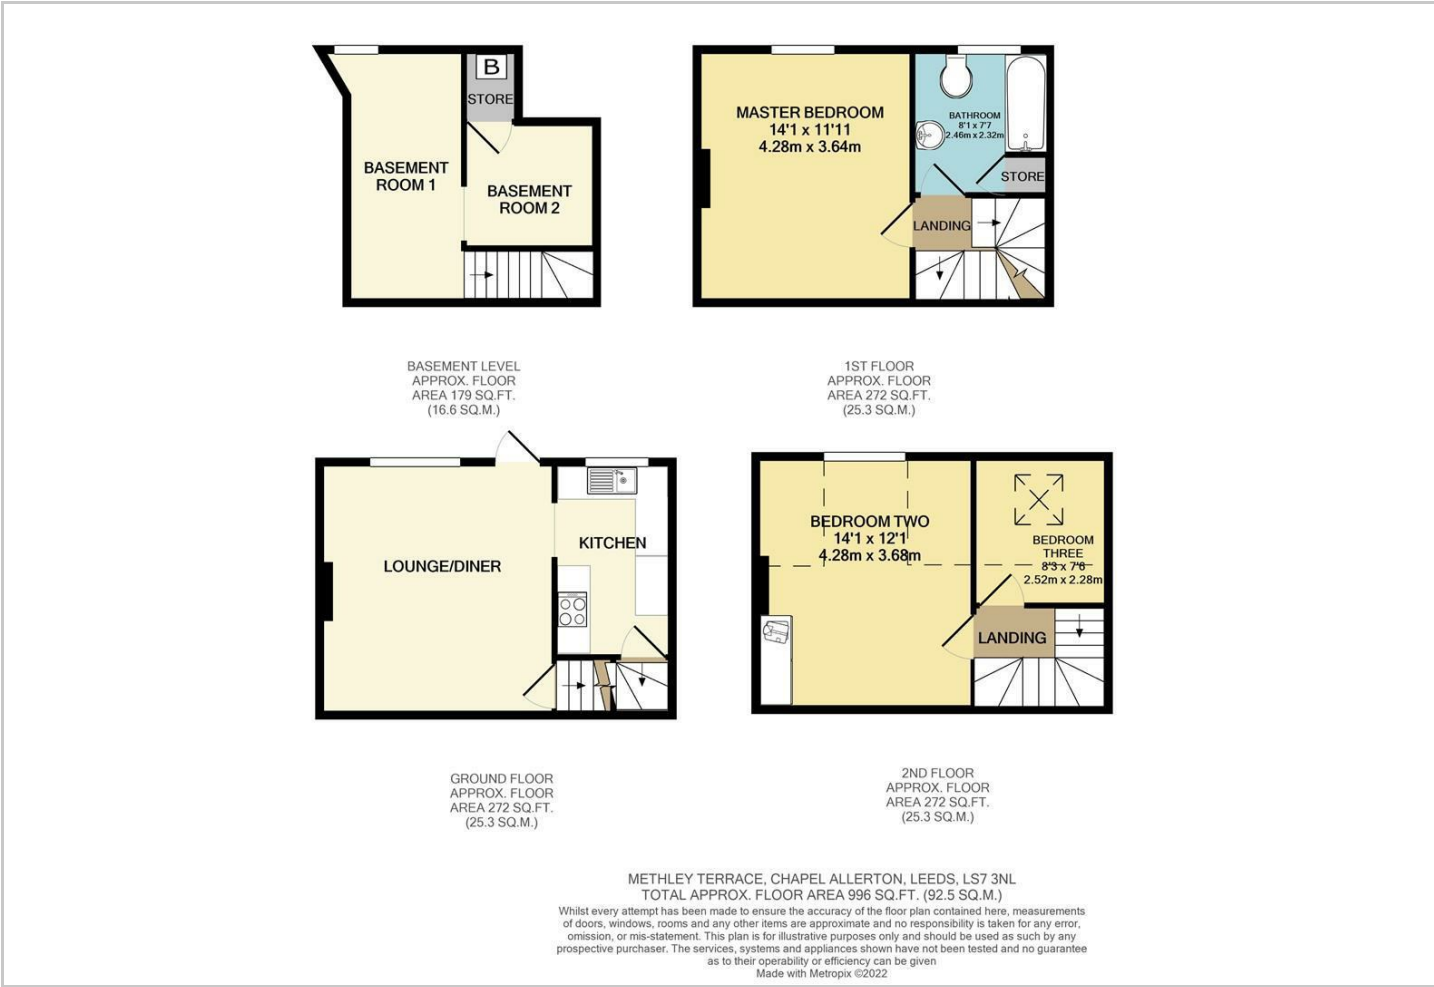 B
STORE
BASEMENT
ROOM 1
BASEMENT
ROOM 2
BASEMENT LEVEL
APPROX. FLOOR
AREA 179 SQ.FT.
(16.6 SQ.M.)
MASTER BEDROOM
14'1 x 11'11
4.28m x 3.64m
BATHROOM
8'1 x 7'7
2.46m x 2.32m
STORE
LANDING
1ST FLOOR
APPROX. FLOOR
AREA 272 SQ.FT.
(25.3 SQ.M.)
LOUNGE/DINER
KITCHEN
GROUND FLOOR
APPROX. FLOOR
AREA 272 SQ.FT.
(25.3 SQ.M.)
BEDROOM TWO
14'1 x 12'1
4.28m x 3.68m
BEDROOM
THREE
8'3 x 7'6
2.52m x 2.28m
LANDING
2ND FLOOR
APPROX. FLOOR
AREA 272 SQ.FT.
(25.3 SQ.M.)
METHLEY TERRACE, CHAPEL ALLERTON, LEEDS, LS7 3NL
TOTAL APPROX. FLOOR AREA 996 SQ.FT. (92.5 SQ.M.)
Whilst every attempt has been made to ensure the accuracy of the floor plan contained here, measurements
of doors, windows, rooms and any other items are approximate and no responsibility is taken for any error,
omission, or mis-statement. This plan is for illustrative purposes only and should be used as such by any
prospective purchaser. The services, systems and appliances shown have not been tested and no guarantee
as to their operability or efficiency can be given
Made with Metropix ©2022